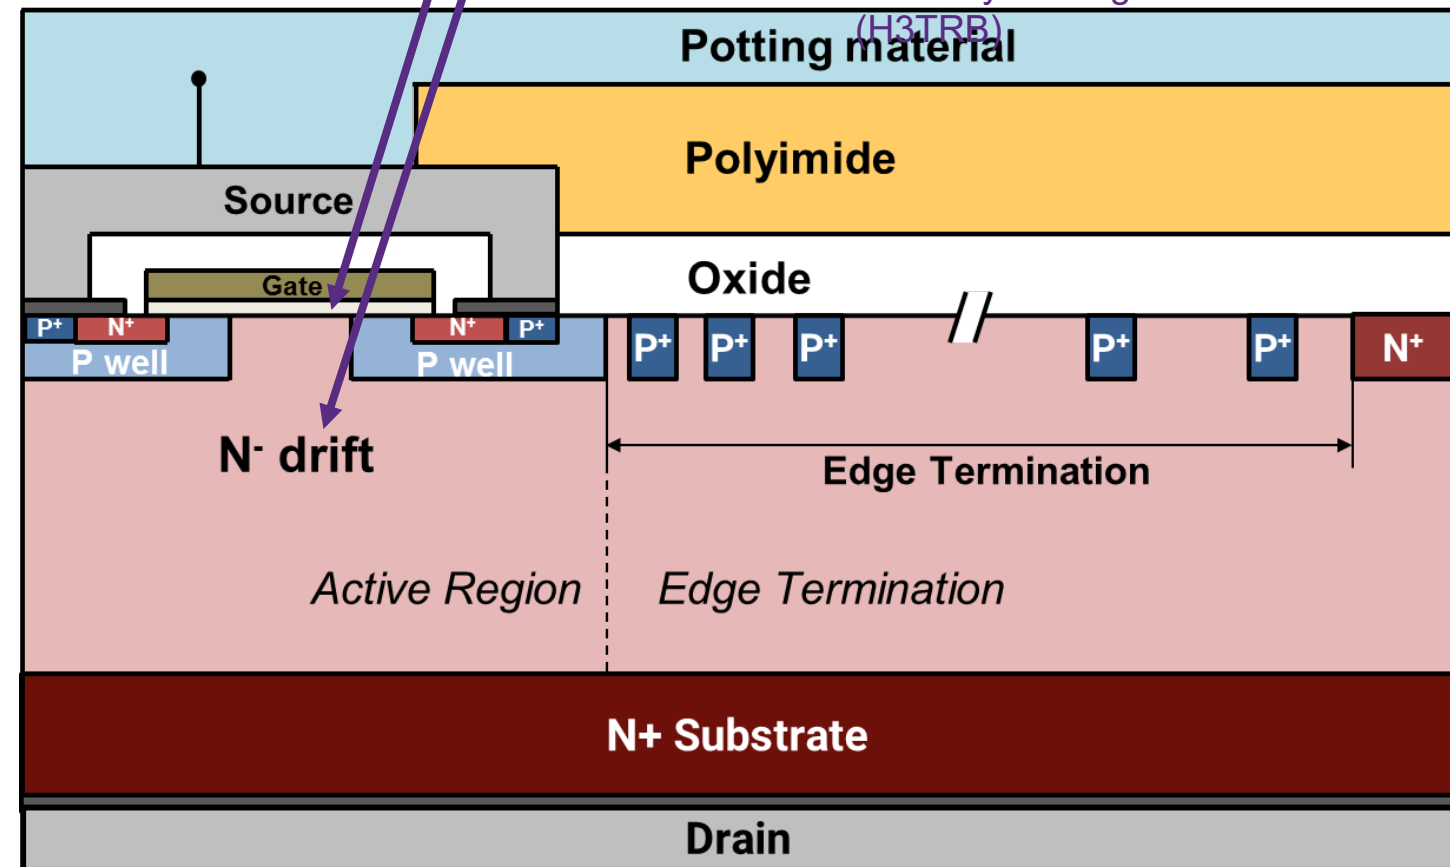 (H3TRB)
Potting material
Polyimide
Source
Oxide
Gate
P+ N+ N+ P+
P well P well
P+ P+ P+ P+ P+ N+
N- drift
Edge Termination
Active Region Edge Termination
N+ Substrate
Drain